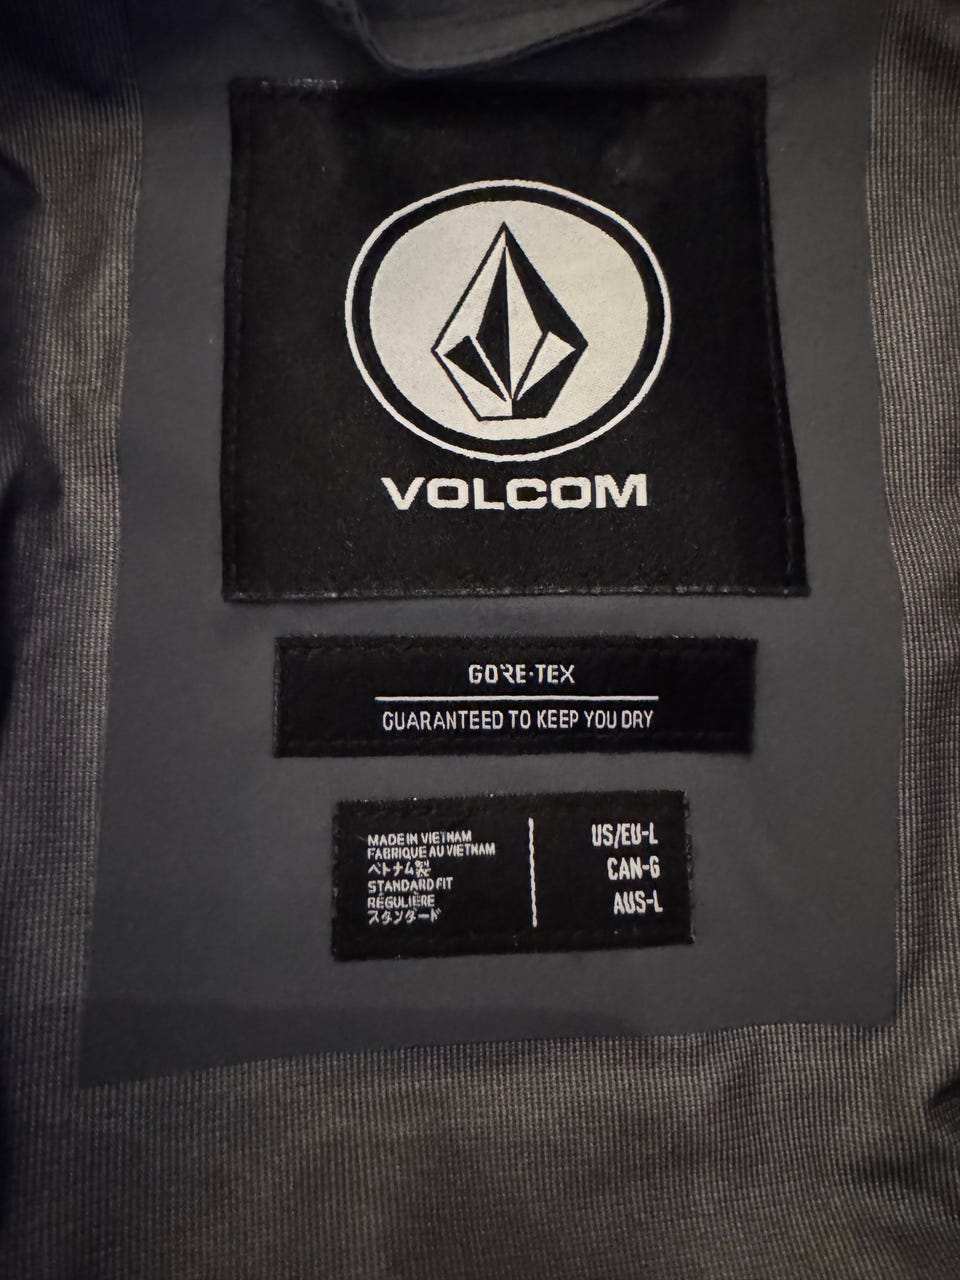 VOLCOM
GORE-TEX
GUARANTEED TO KEEP YOU DRY
MADE IN VIETNAM
FABRIQUE AU VIETNAM
ベトナム製
STANDARD FIT
RÉGULIÈRE
スタンダード
US/EU-L
CAN-G
AUS-L